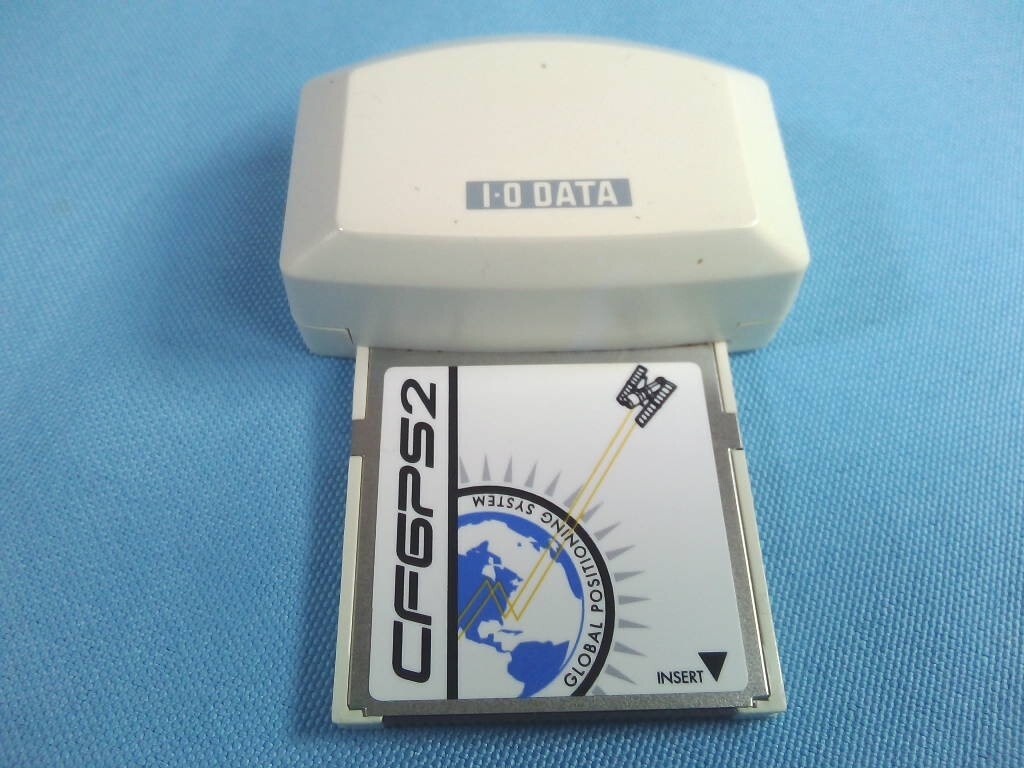 I-O DATA
CFGPS2
GLOBAL POSITIONING SYSTEM
INSERT